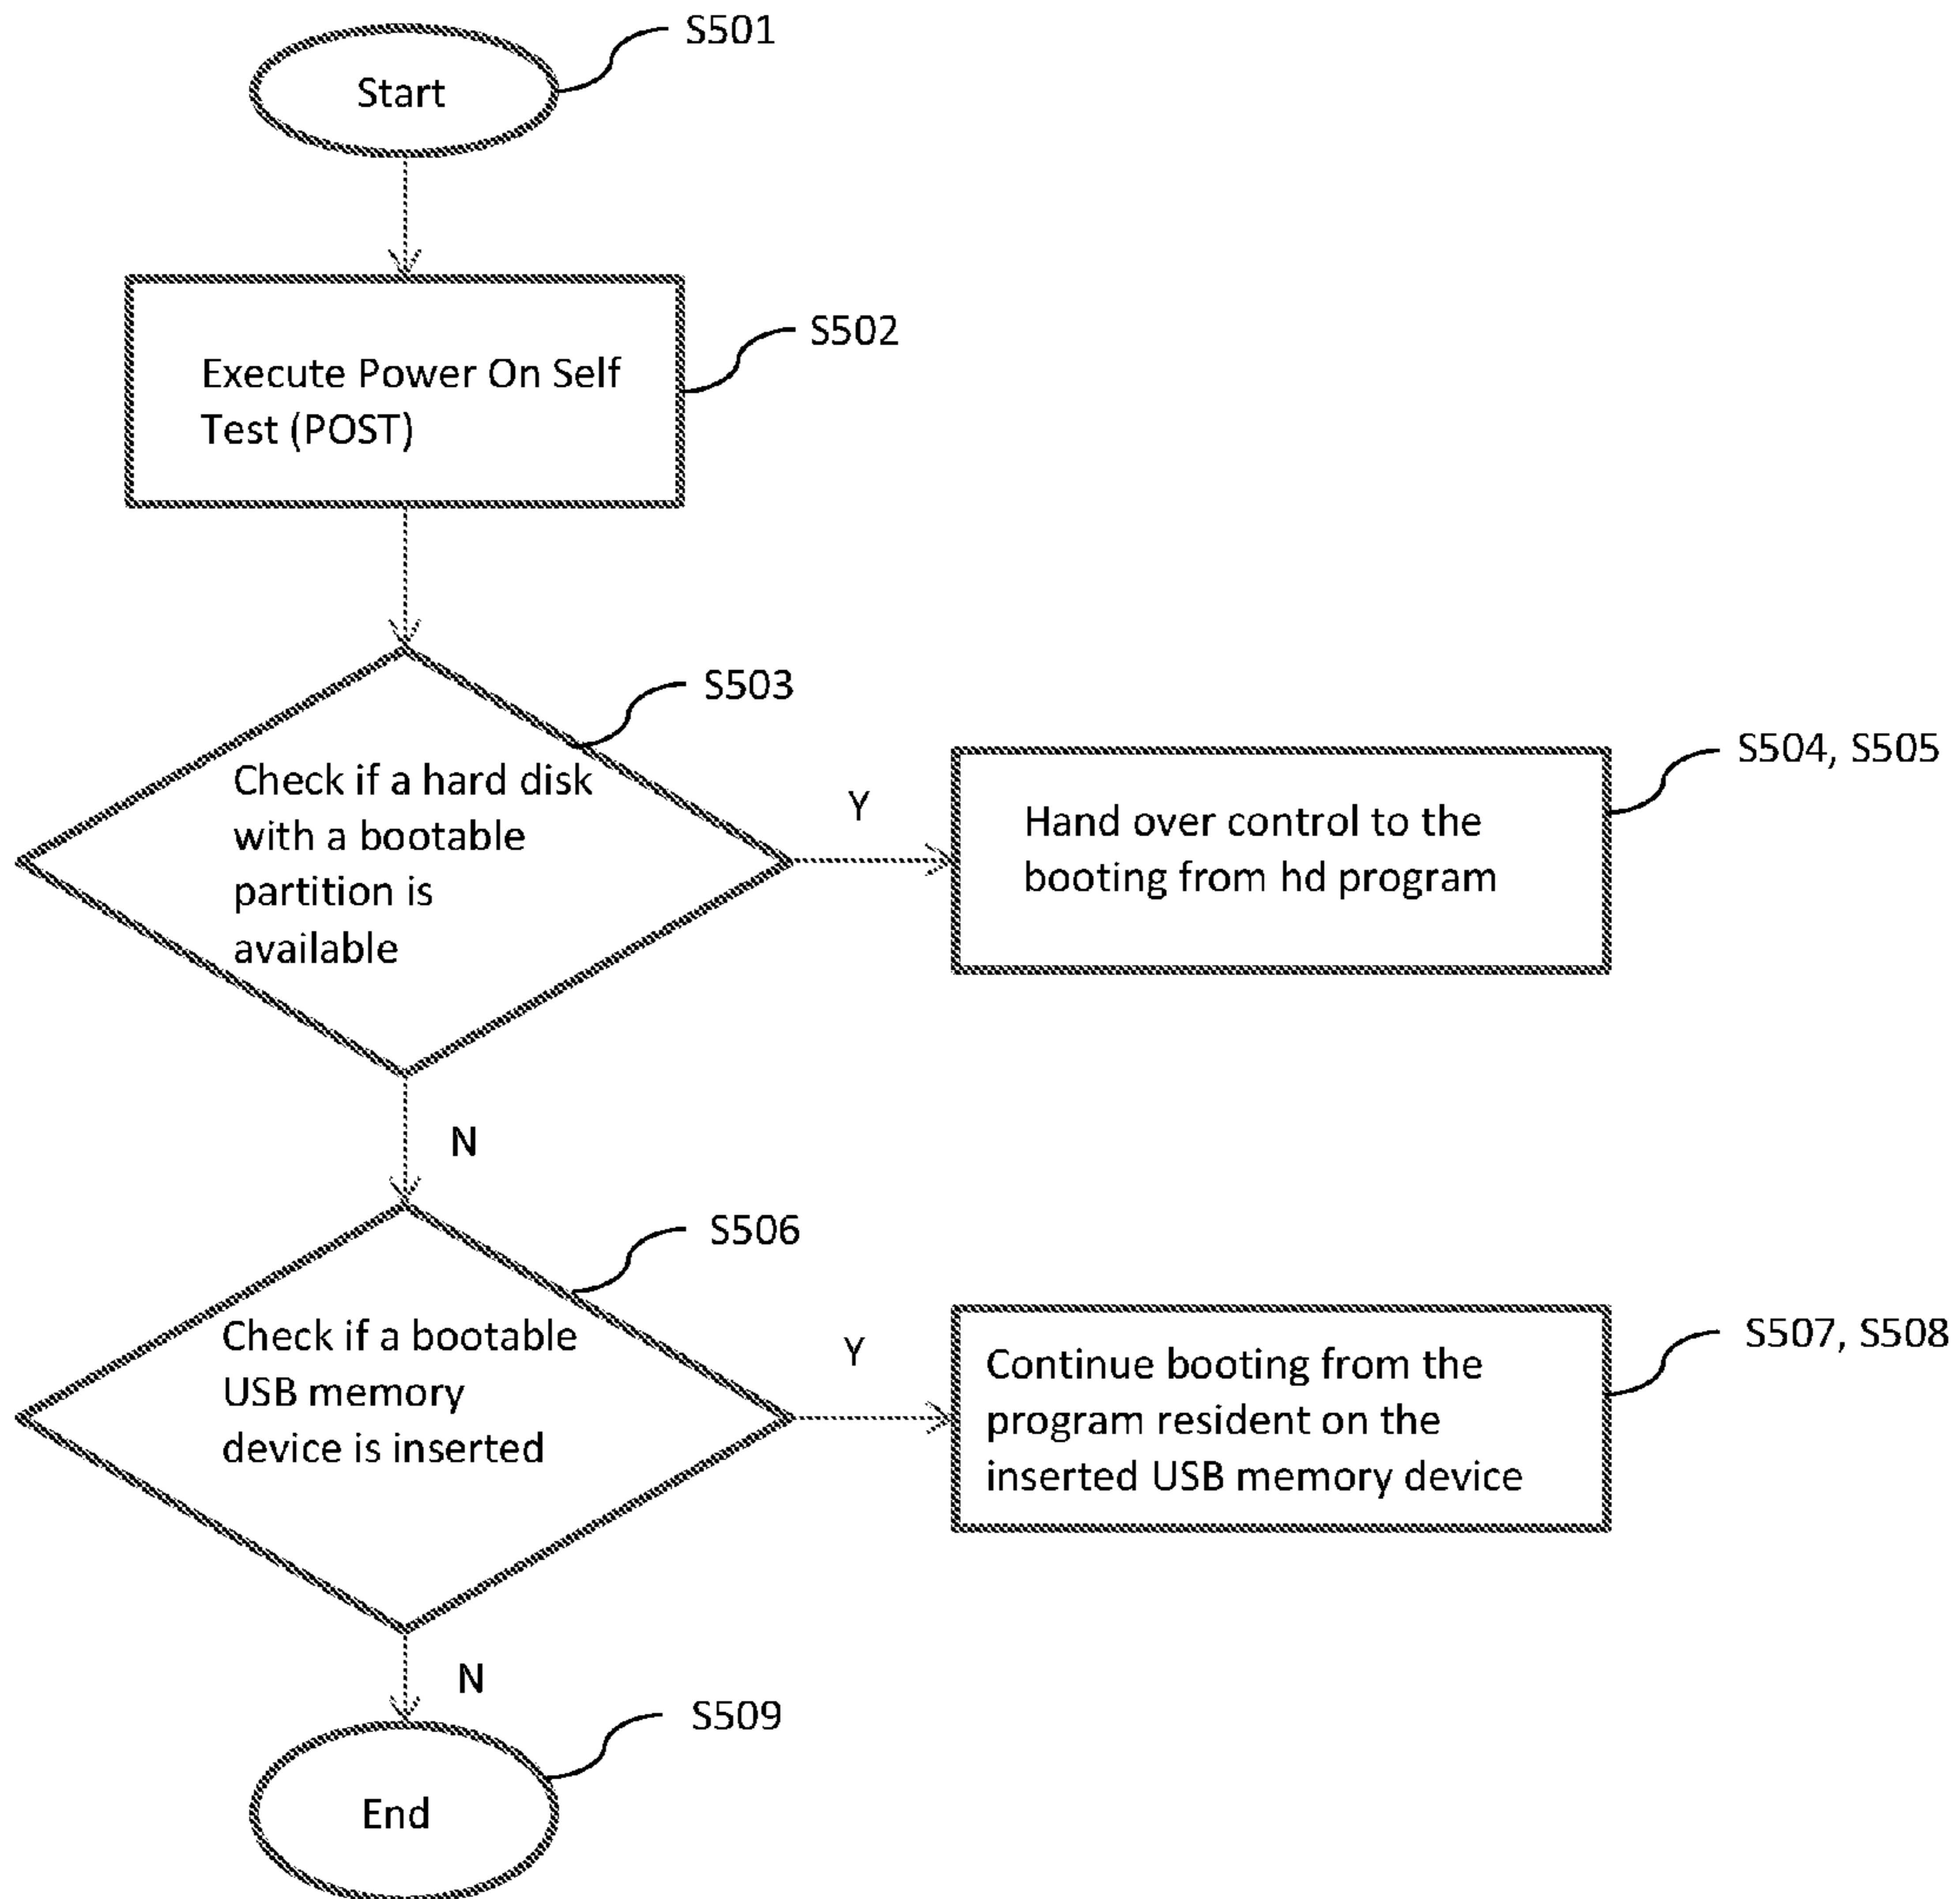 S501
Start
S502
Execute Power On Self
Test (POST)
S503
Check if a hard disk
with a bootable
partition is
available
Y
S504, S505
Hand over control to the
booting from hd program
N
S506
Check if a bootable
USB memory
device is inserted
Y
S507, S508
Continue booting from the
program resident on the
inserted USB memory device
N
S509
End